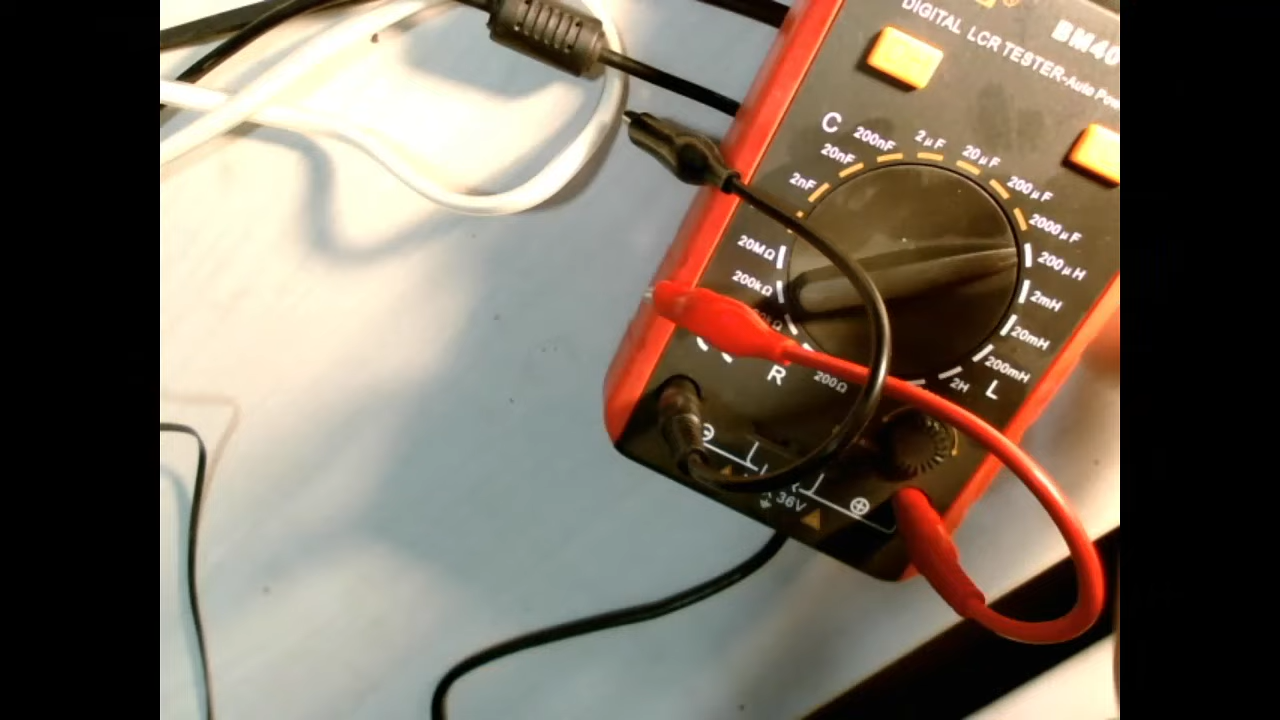 DIGITAL LCR TESTER-Auto Pow
BM40
C
200nF
2μF
20μF
20nF
200μF
2nF
2000μF
20MΩ
200μH
200kΩ
2mH
20mH
200mH
R
200Ω
2H
L
36V